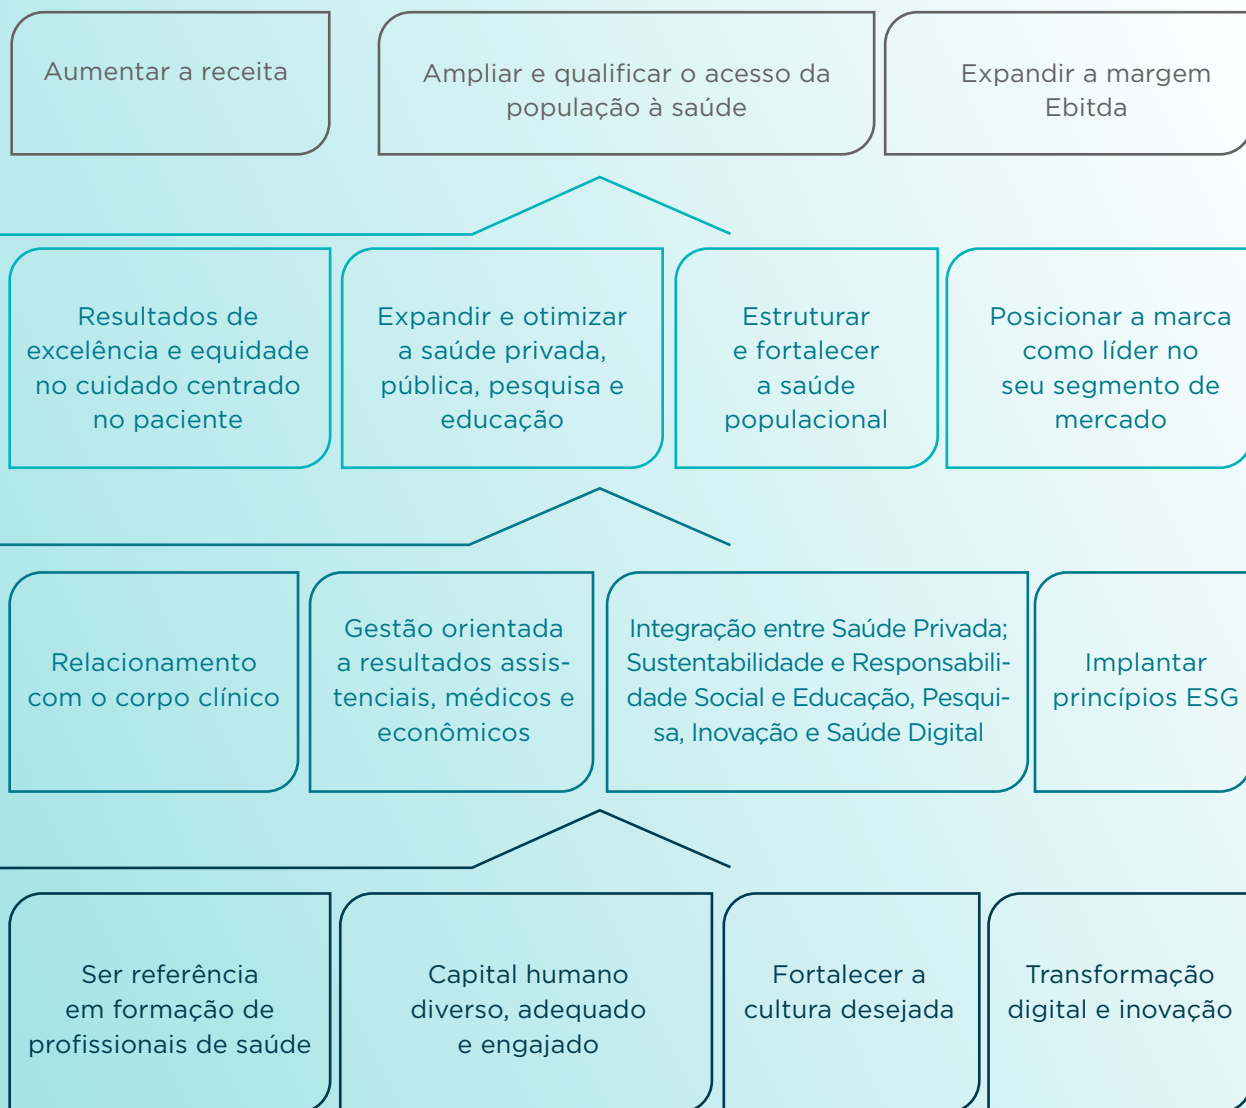 Aumentar a receita
Ampliar e qualificar o acesso da
população à saúde
Expandir a margem
Ebitda
Resultados de
excelência e equidade
no cuidado centrado
no paciente
Expandir e otimizar
a saúde privada,
pública, pesquisa e
educação
Estruturar
e fortalecer
a saúde
populacional
Posicionar a marca
como líder no
seu segmento de
mercado
Relacionamento
com o corpo clínico
Gestão orientada
a resultados assis-
tenciais, médicos e
econômicos
Integração entre Saúde Privada;
Sustentabilidade e Responsabili-
dade Social e Educação, Pesqui-
sa, Inovação e Saúde Digital
Implantar
princípios ESG
Ser referência
em formação de
profissionais de saúde
Capital humano
diverso, adequado
e engajado
Fortalecer a
cultura desejada
Transformação
digital e inovação